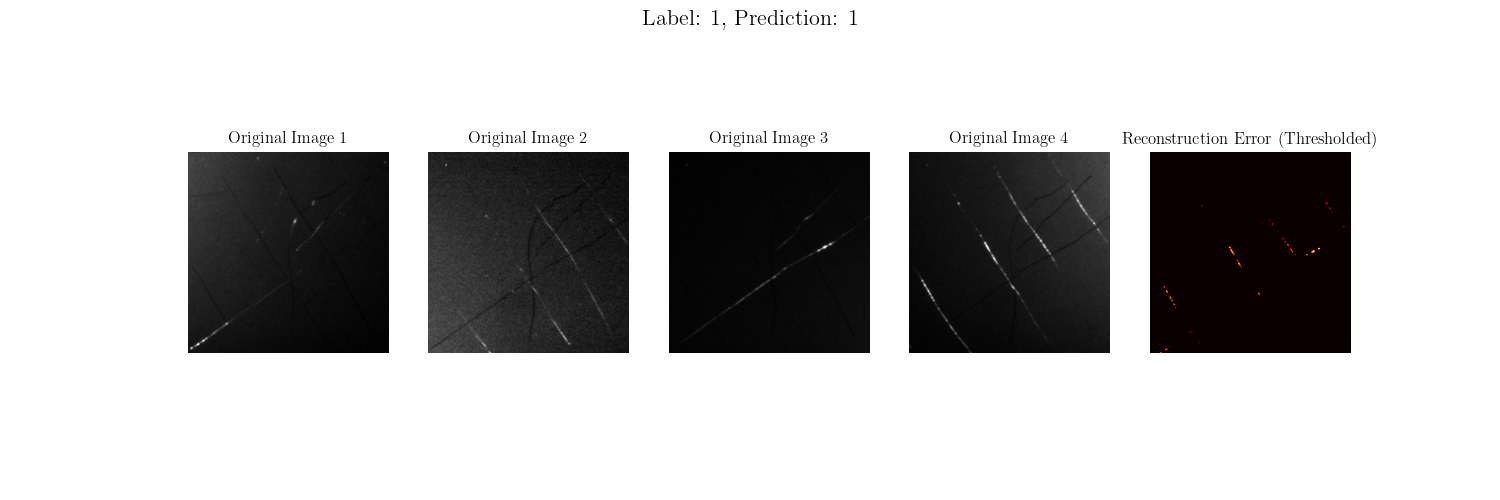 Label: 1, Prediction: 1
Original Image 1
Original Image 2
Original Image 3
Original Image 4
Reconstruction Error (Thresholded)